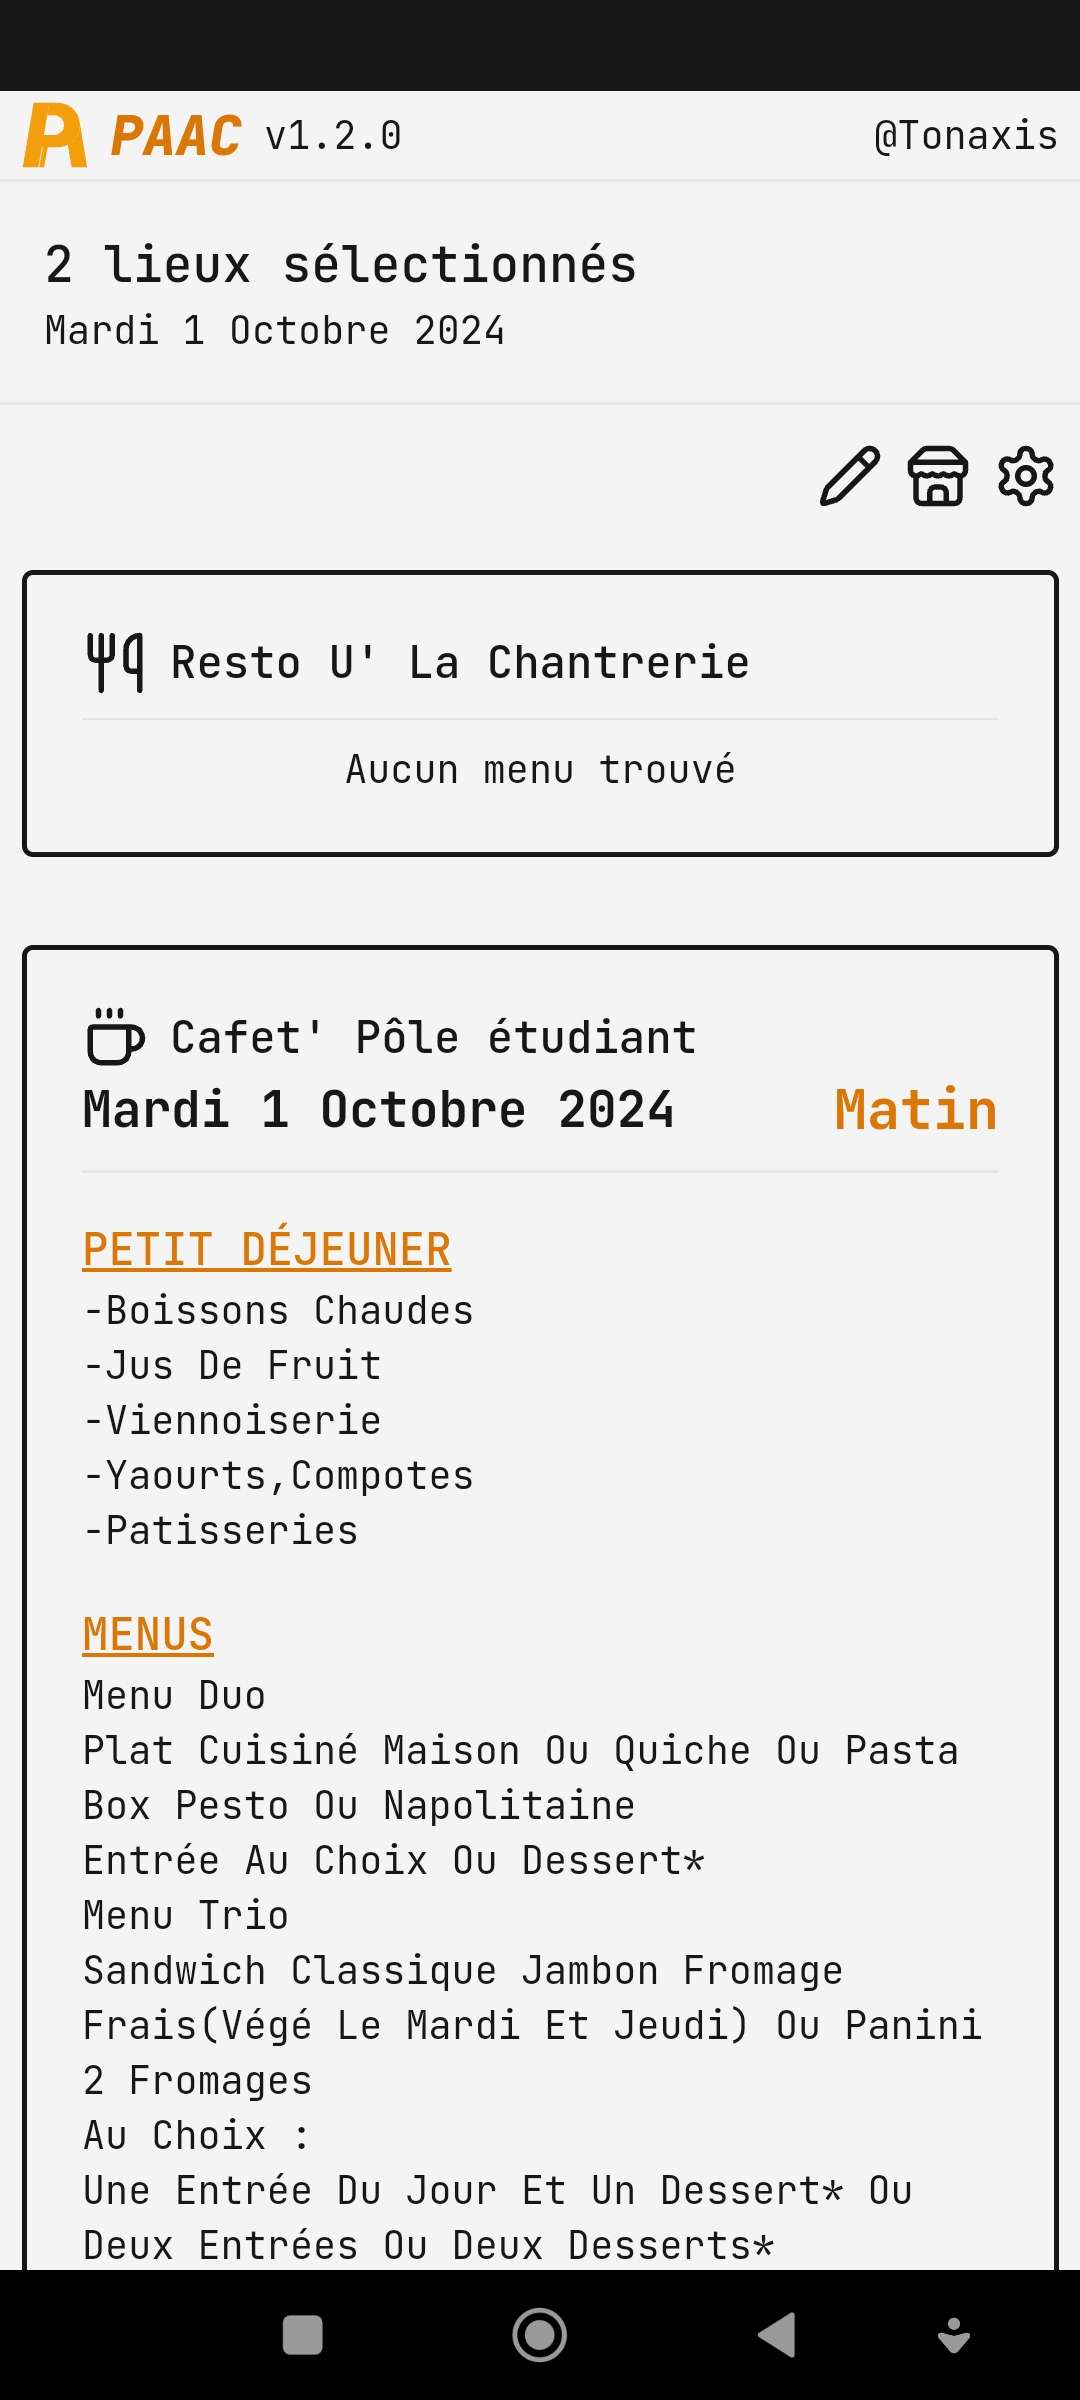 PAAC v1.2.0 @Tonaxis
2 lieux sélectionnés
Mardi 1 Octobre 2024
Resto U' La Chantrerie
Aucun menu trouvé
Cafet' Pôle étudiant
Mardi 1 Octobre 2024 Matin
PETIT DÉJEUNER
-Boissons Chaudes
-Jus De Fruit
-Viennoiserie
-Yaourts,Compotes
-Patisseries
MENUS
Menu Duo
Plat Cuisiné Maison Ou Quiche Ou Pasta
Box Pesto Ou Napolitaine
Entrée Au Choix Ou Dessert*
Menu Trio
Sandwich Classique Jambon Fromage
Frais(Végé Le Mardi Et Jeudi) Ou Panini
2 Fromages
Au Choix :
Une Entrée Du Jour Et Un Dessert* Ou
Deux Entrées Ou Deux Desserts*